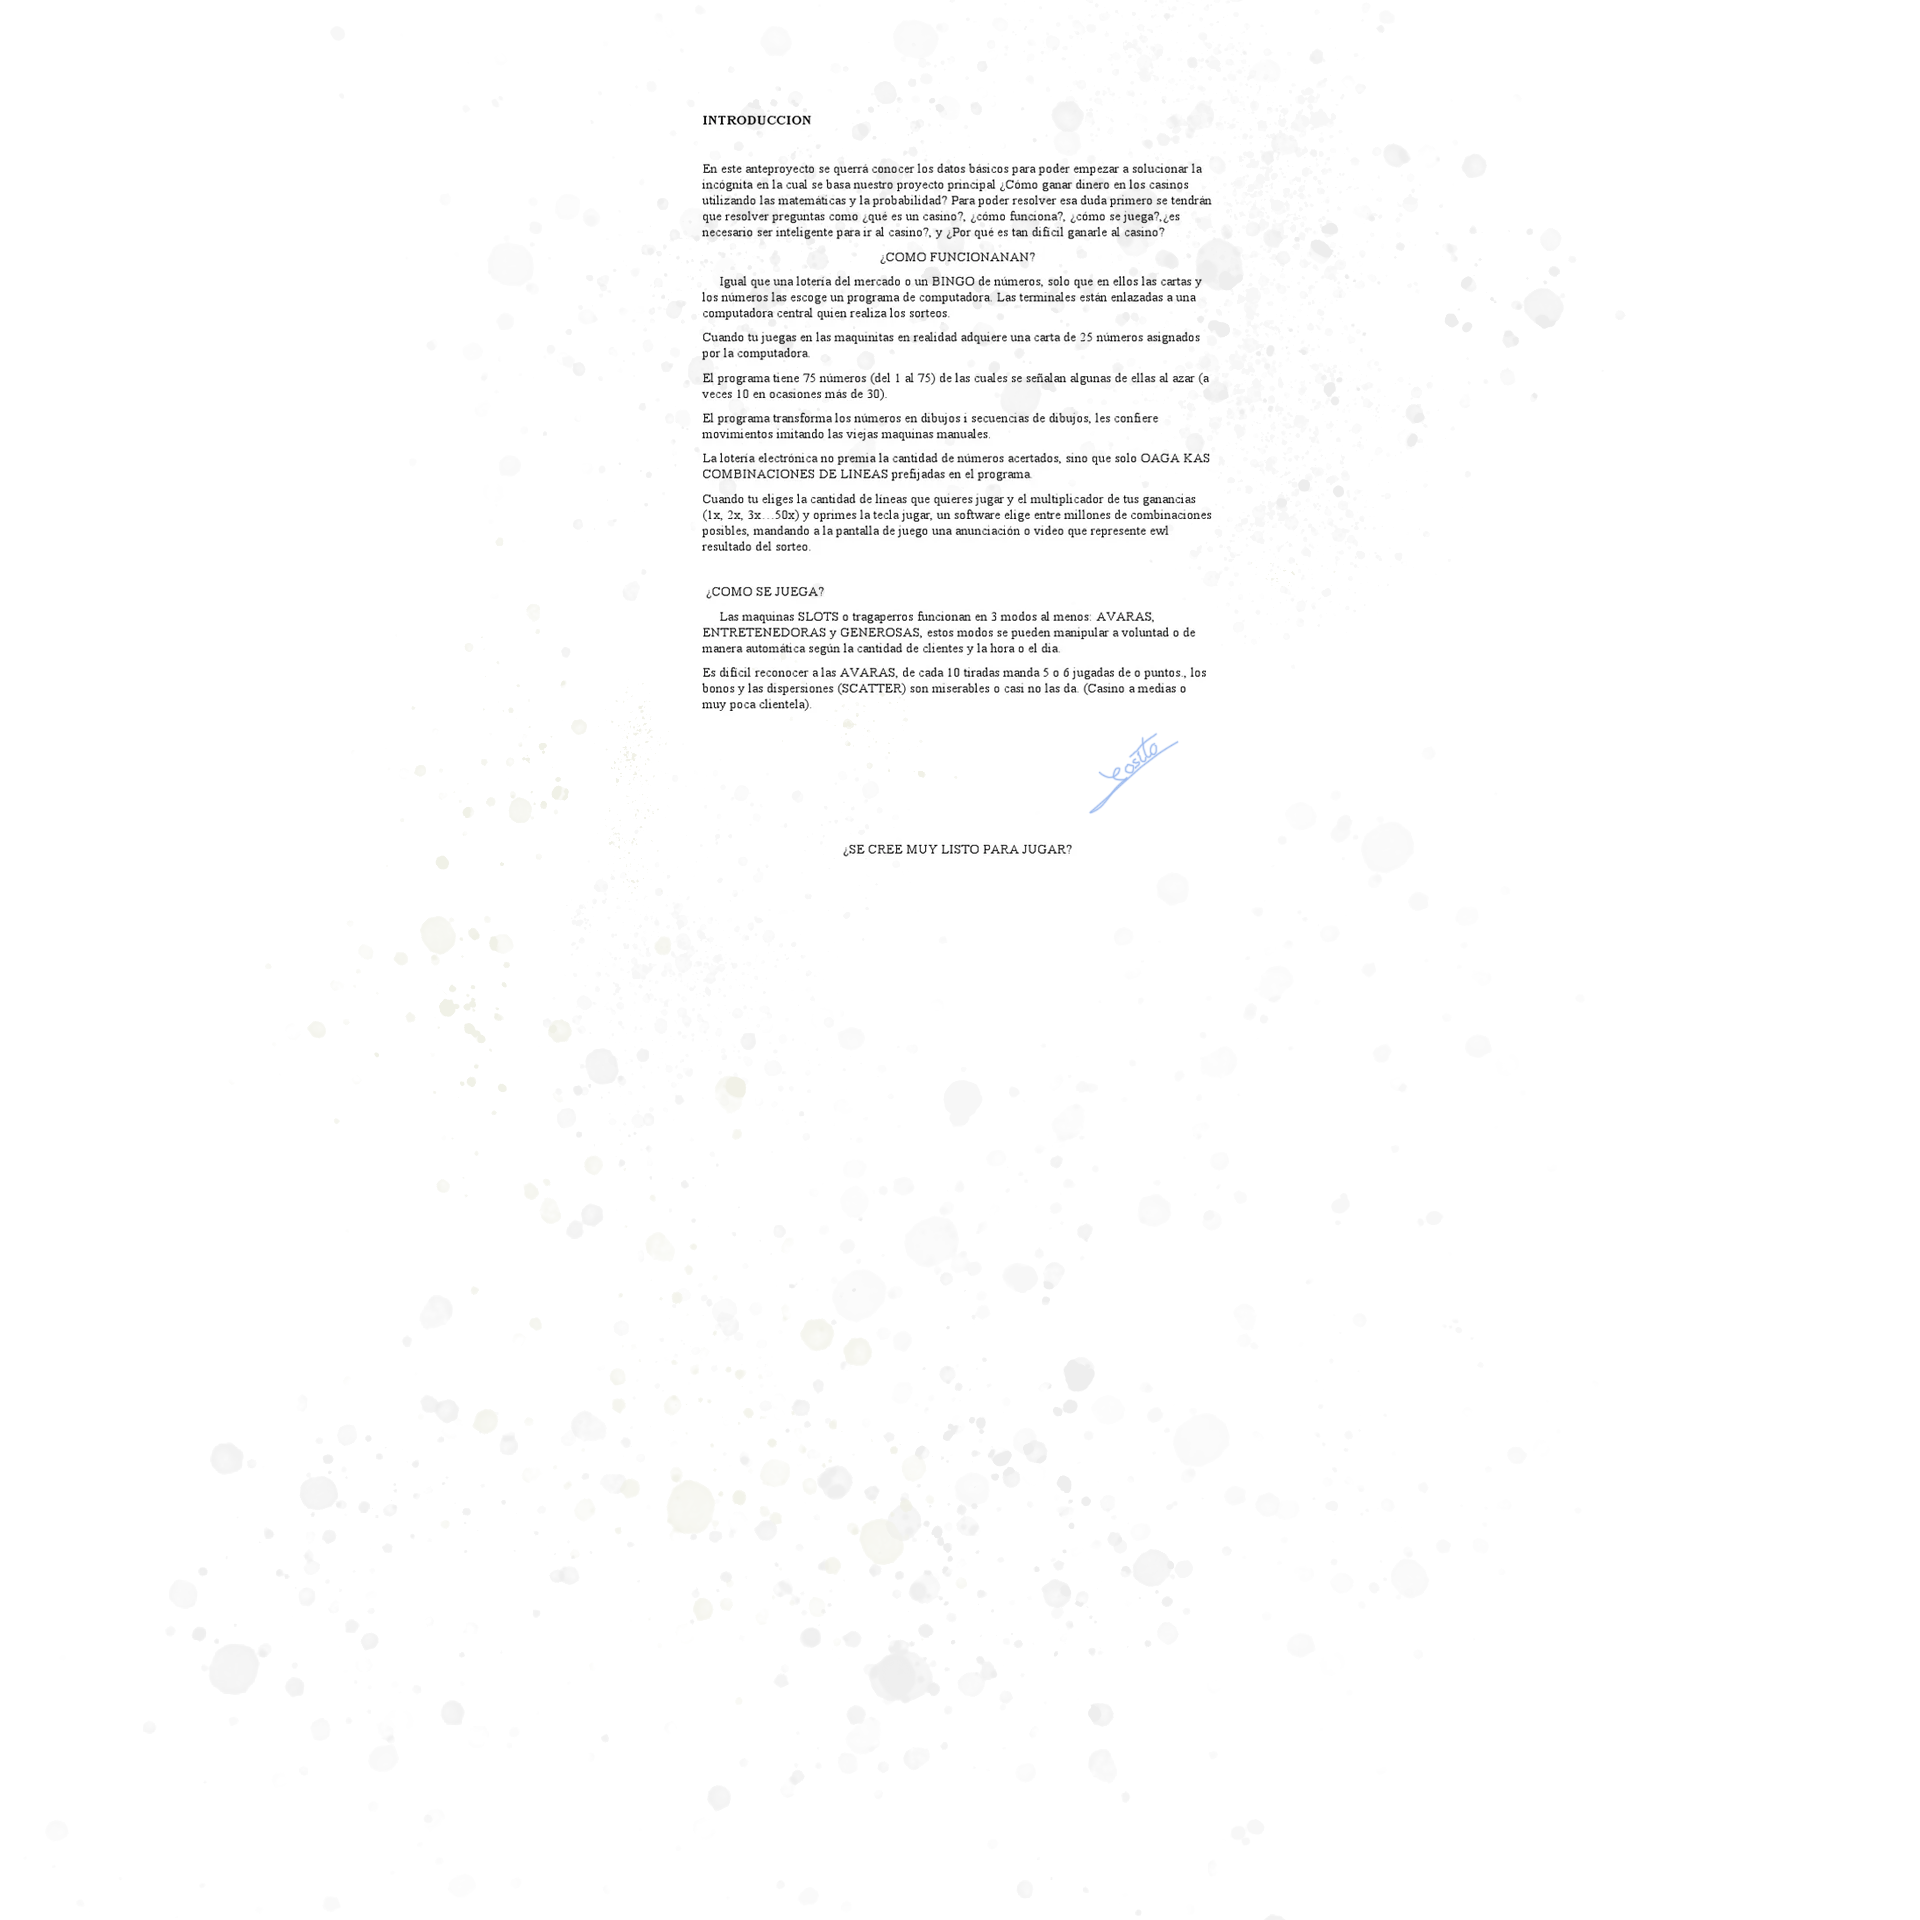 INTRODUCCION
En este anteproyecto se querrá conocer los datos básicos para poder empezar a solucionar la
incógnita en la cual se basa nuestro proyecto principal ¿Cómo ganar dinero en los casinos
utilizando las matemáticas y la probabilidad? Para poder resolver esa duda primero se tendrán
que resolver preguntas como ¿qué es un casino?, ¿cómo funciona?, ¿cómo se juega?,¿es
necesario ser inteligente para ir al casino?, y ¿Por qué es tan difícil ganarle al casino?
¿COMO FUNCIONANAN?
Igual que una lotería del mercado o un BINGO de números, solo que en ellos las cartas y
los números las escoge un programa de computadora. Las terminales están enlazadas a una
computadora central quien realiza los sorteos.
Cuando tu juegas en las maquinitas en realidad adquiere una carta de 25 números asignados
por la computadora.
El programa tiene 75 números (del 1 al 75) de las cuales se señalan algunas de ellas al azar (a
veces 10 en ocasiones más de 30).
El programa transforma los números en dibujos i secuencias de dibujos, les confiere
movimientos imitando las viejas maquinas manuales.
La lotería electrónica no premia la cantidad de números acertados, sino que solo OAGA KAS
COMBINACIONES DE LINEAS prefijadas en el programa.
Cuando tu eliges la cantidad de líneas que quieres jugar y el multiplicador de tus ganancias
(1x, 2x, 3x…50x) y oprimes la tecla jugar, un software elige entre millones de combinaciones
posibles, mandando a la pantalla de juego una anunciación o video que represente ewl
resultado del sorteo.
¿COMO SE JUEGA?
Las maquinas SLOTS o tragaperros funcionan en 3 modos al menos: AVARAS,
ENTRETENEDORAS y GENEROSAS, estos modos se pueden manipular a voluntad o de
manera automática según la cantidad de clientes y la hora o el dia.
Es difícil reconocer a las AVARAS, de cada 10 tiradas manda 5 o 6 jugadas de o puntos., los
bonos y las dispersiones (SCATTER) son miserables o casi no las da. (Casino a medias o
muy poca clientela).
¿SE CREE MUY LISTO PARA JUGAR?